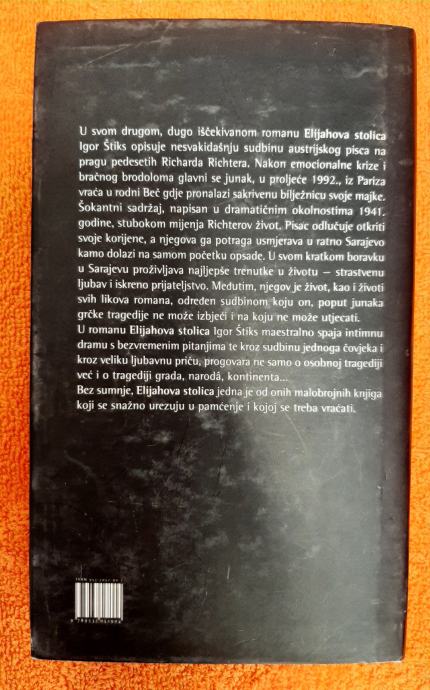 U svom drugom, dugo iščekivanom romanu Elijahova stolica
Igor Štiks opisuje nesvakidašnju sudbinu austrijskog pisca na
pragu pedesetih Richarda Richtera. Nakon emocionalne krize i
bračnog brodoloma glavni se junak, u proljeće 1992., iz Pariza
vraća u rodni Beč gdje pronalazi sakrivenu bilježnicu svoje majke.
Šokantni sadržaj, napisan u dramatičnim okolnostima 1941.
godine, stubokom mijenja Richterov život. Pisac odlučuje otkriti
svoje korijene, a njegova ga potraga usmjerava u ratno Sarajevo
kamo dolazi na samom početku opsade. U svom kratkom boravku
u Sarajevu proživljava najljepše trenutke u životu — strastvenu
ljubav i iskreno prijateljstvo. Međutim, njegov je život, kao i životi
svih likova romana, određen sudbinom koju on, poput junaka
grčke tragedije ne može izbjeći i na koju ne može utjecati.
U romanu Elijahova stolica Igor Štiks maestralno spaja intimnu
dramu s bezvremenim pitanjima te kroz sudbinu jednoga čovjeka i
kroz veliku ljubavnu priču, progovara ne samo o osobnoj tragediji
već i o tragediji grada, narodâ, kontinenta...
Bez sumnje, Elijahova stolica jedna je od onih malobrojnih knjiga
koji se snažno urezuju u pamćenje i kojoj se treba vraćati.
ISBN